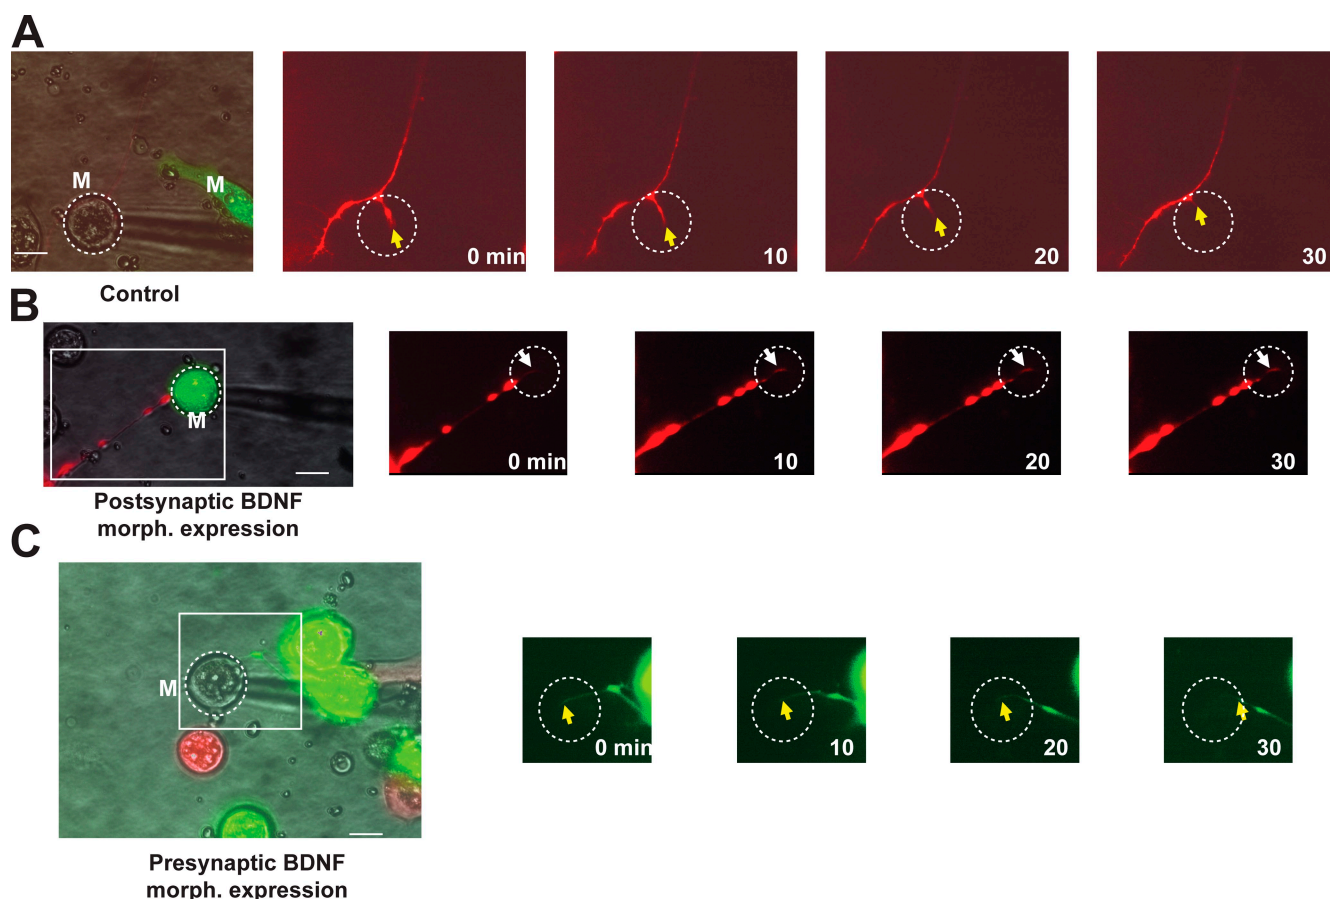 A
M
M
0 min
10
20
30
Control
B
M
0 min
10
20
30
Postsynaptic BDNF
morph. expression
C
M
0 min
10
20
30
Presynaptic BDNF
morph. expression